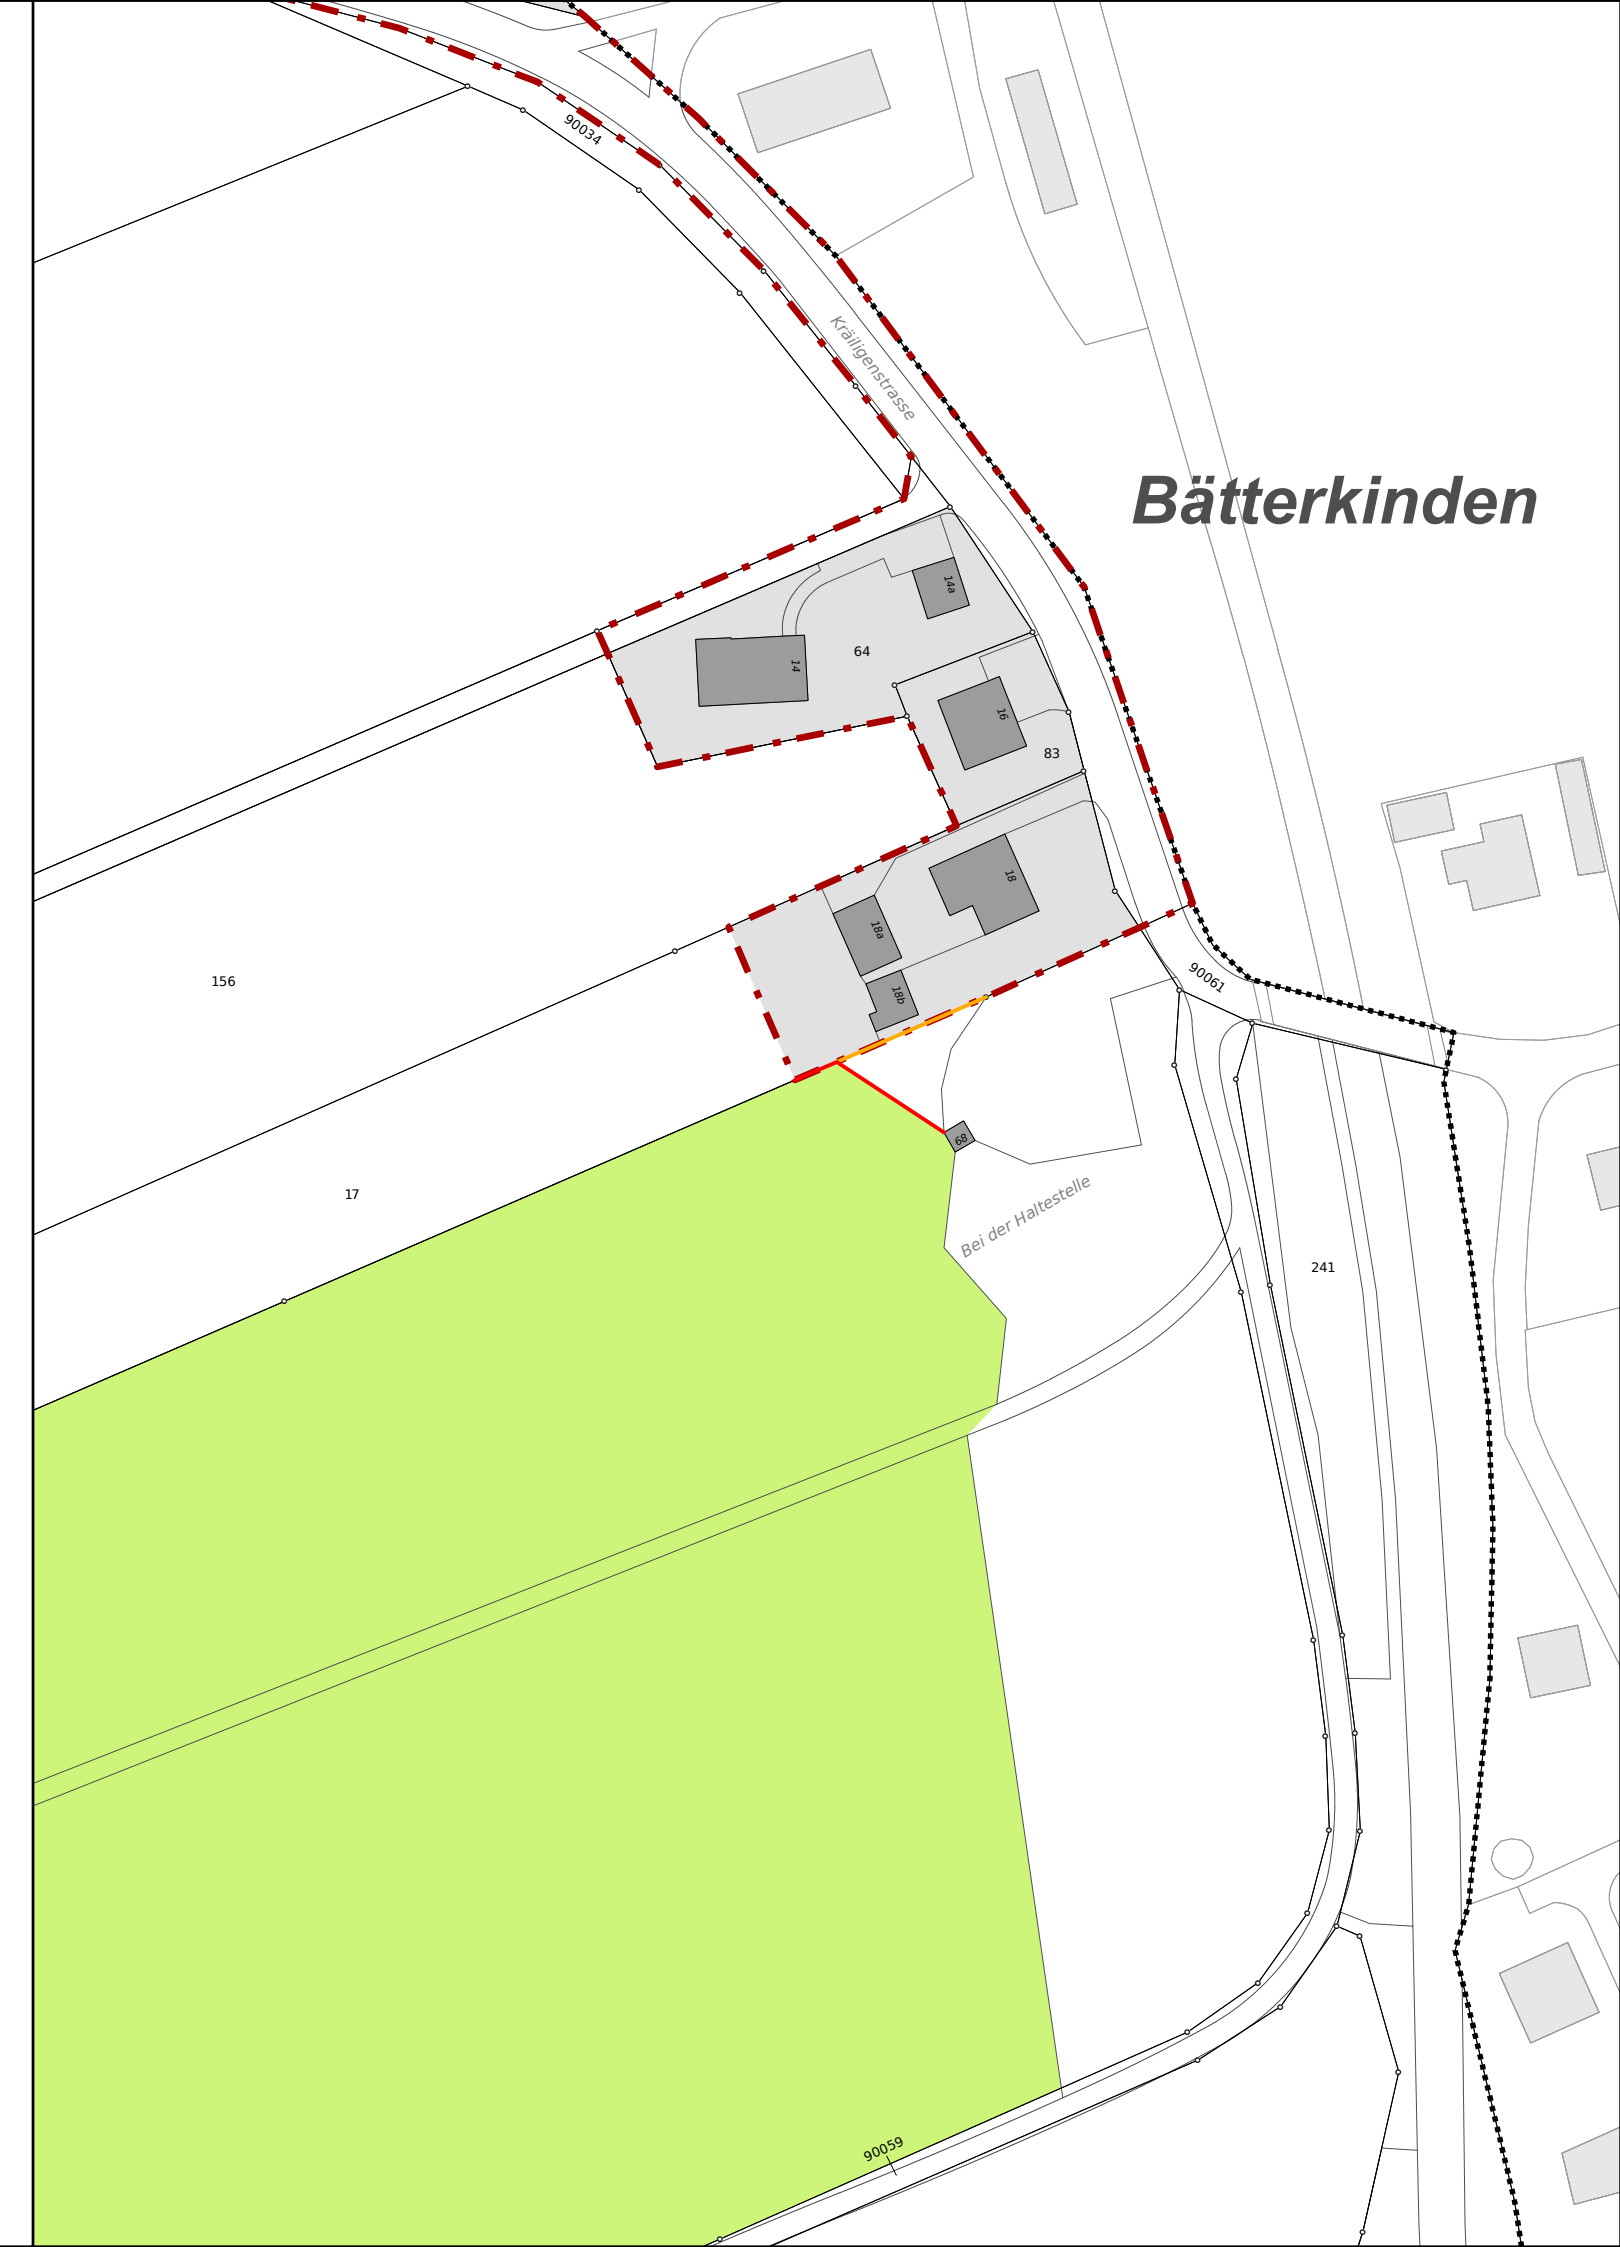 90034
Kräiligenstrasse
Bätterkinden
14a
64
14
16
83
18
18a
156
90061
18b
68
17
Bei der Haltestelle
241
90059